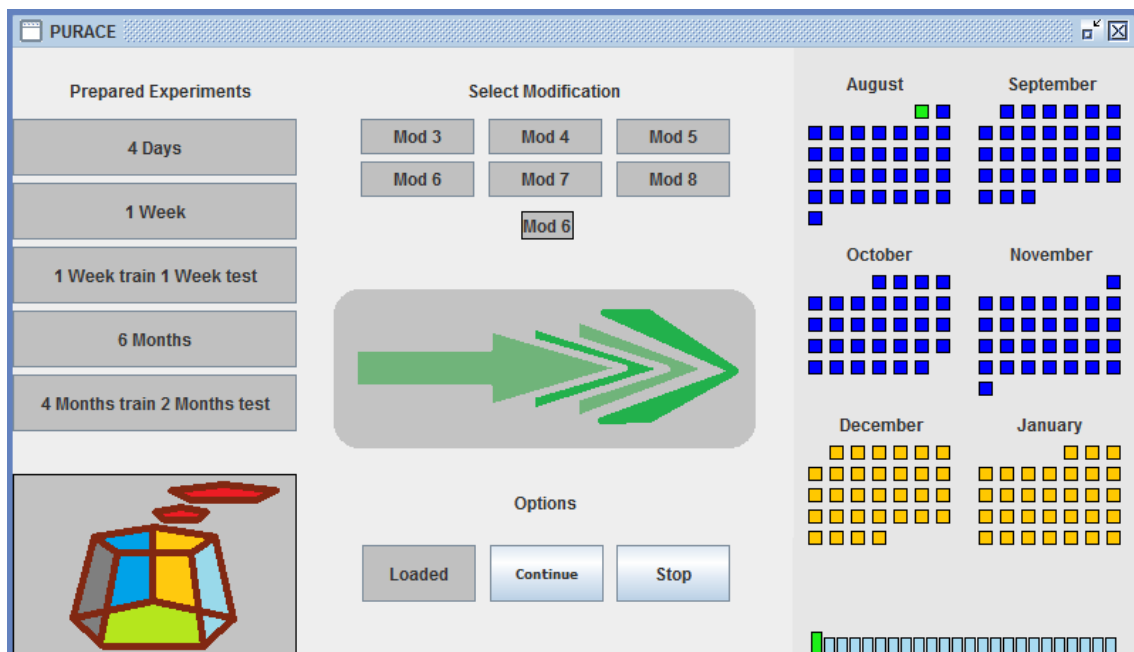 PURACE
Prepared Experiments
4 Days
1 Week
1 Week train 1 Week test
6 Months
4 Months train 2 Months test
Select Modification
Mod 3 Mod 4 Mod 5
Mod 6 Mod 7 Mod 8
Mod 6
Options
Loaded Continue Stop
August September
October November
December January